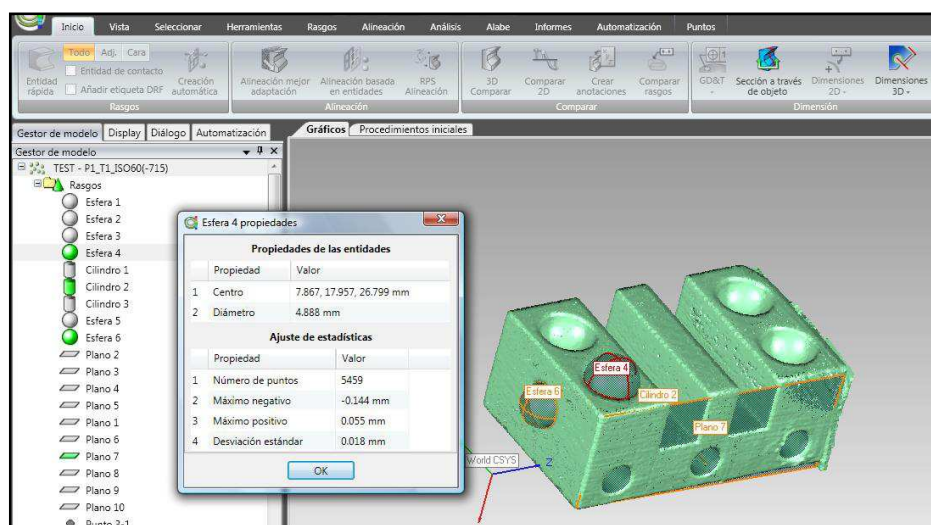 Inicio Vista Seleccionar Herramientas Rasgos Alineación Análisis Alabe Informes Automatización Puntos
Todo Adj. Cara
Entidad de contacto
Añadir etiqueta DRF
Entidad rápida
Creación automática
Rasgos
Alineación mejor adaptación
Alineación basada en entidades
RPS Alineación
Alineación
3D Comparar
Comparar 2D
Crear anotaciones
Comparar rasgos
Comparar
GD&T
Sección a través de objeto
Dimensiones 2D
Dimensiones 3D
Dimensión
Gestor de modelo Display Diálogo Automatización
Gráficos Procedimientos iniciales
Gestor de modelo
TEST - P1_T1_ISO60(-715)
Rasgos
Esfera 1
Esfera 2
Esfera 3
Esfera 4
Cilindro 1
Cilindro 2
Cilindro 3
Esfera 5
Esfera 6
Plano 2
Plano 3
Plano 4
Plano 5
Plano 1
Plano 6
Plano 7
Plano 8
Plano 9
Plano 10
Punto 3-1
Esfera 4 propiedades
Propiedades de las entidades
Propiedad Valor
1 Centro 7.867, 17.957, 26.799 mm
2 Diámetro 4.888 mm
Ajuste de estadísticas
Propiedad Valor
1 Número de puntos 5459
2 Máximo negativo -0.144 mm
3 Máximo positivo 0.055 mm
4 Desviación estándar 0.018 mm
OK
Esfera 4
Esfera 6
Cilindro 2
Plano 7
World CSYS
Z